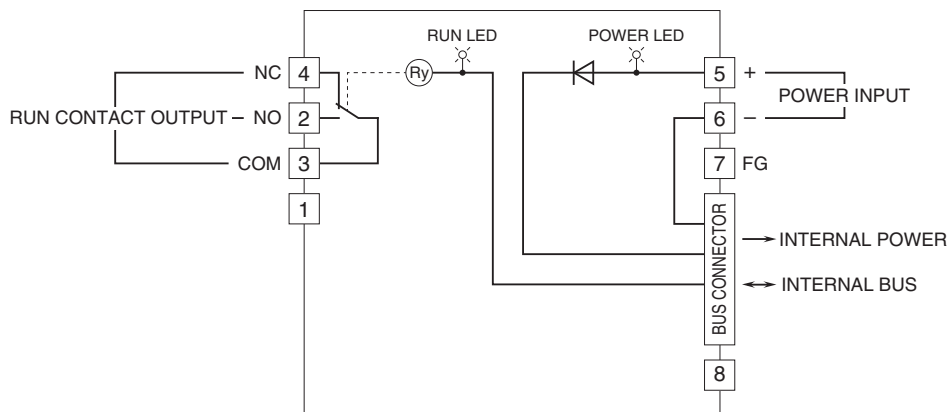 RUN LED
POWER LED
NC 4
Ry
5 +
RUN CONTACT OUTPUT
NO 2
6 −
POWER INPUT
COM 3
7 FG
1
BUS CONNECTOR
INTERNAL POWER
INTERNAL BUS
8